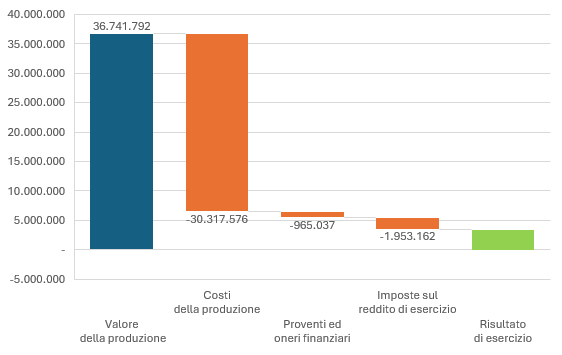 40.000.000
35.000.000
30.000.000
25.000.000
20.000.000
15.000.000
10.000.000
5.000.000
-
-5.000.000
36.741.792
-30.317.576
-965.037
-1.953.162
Valore
della produzione
Costi
della produzione
Proventi ed
oneri finanziari
Imposte sul
reddito di esercizio
Risultato
di esercizio